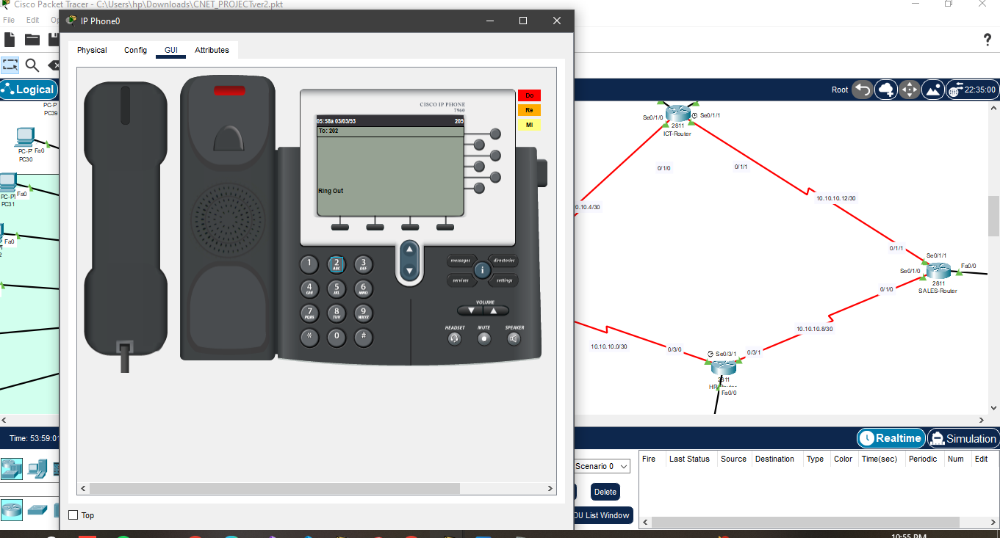 Cisco Packet Tracer - C:\Users\hp\Downloads\CNET_PROJECTver2.pkt
File Edit
IP Phone0
Physical Config GUI Attributes
?
Logical
Root
22:35:00
PC-P
PC39
PC-P Fa0
PC30
Fa0
PC-PT
PC31
Fa0
2
Do
Re
Mi
CISCO IP PHONE
7960
05:58a 03/03/93 209
To: 202
Ring Out
1
2 ABC
3 DEF
4 GHI
5 JKL
6 MNO
7 PQRS
8 TUV
9 WXYZ
*
0
#
messages directories
i
services settings
VOLUME
HEADSET MUTE SPEAKER
Se0/1/0 Se0/1/1
2811
ICT-Router
0/1/0
0/1/1
0.10.4/30
10.10.10.12/30
0/1/1
Se0/1/1
Fa0/0
Se0/1/0
2811
SALES-Router
0/1/0
10.10.10.8/30
10.10.10.0/30
0/3/0
Se0/3/1
0/3/1
2811
Fa0/0
Time: 53:59:01
Realtime
Simulation
Scenario 0
Delete
DU List Window
Fire Last Status Source Destination Type Color Time(sec) Periodic Num Edit
Top
10:55 PM